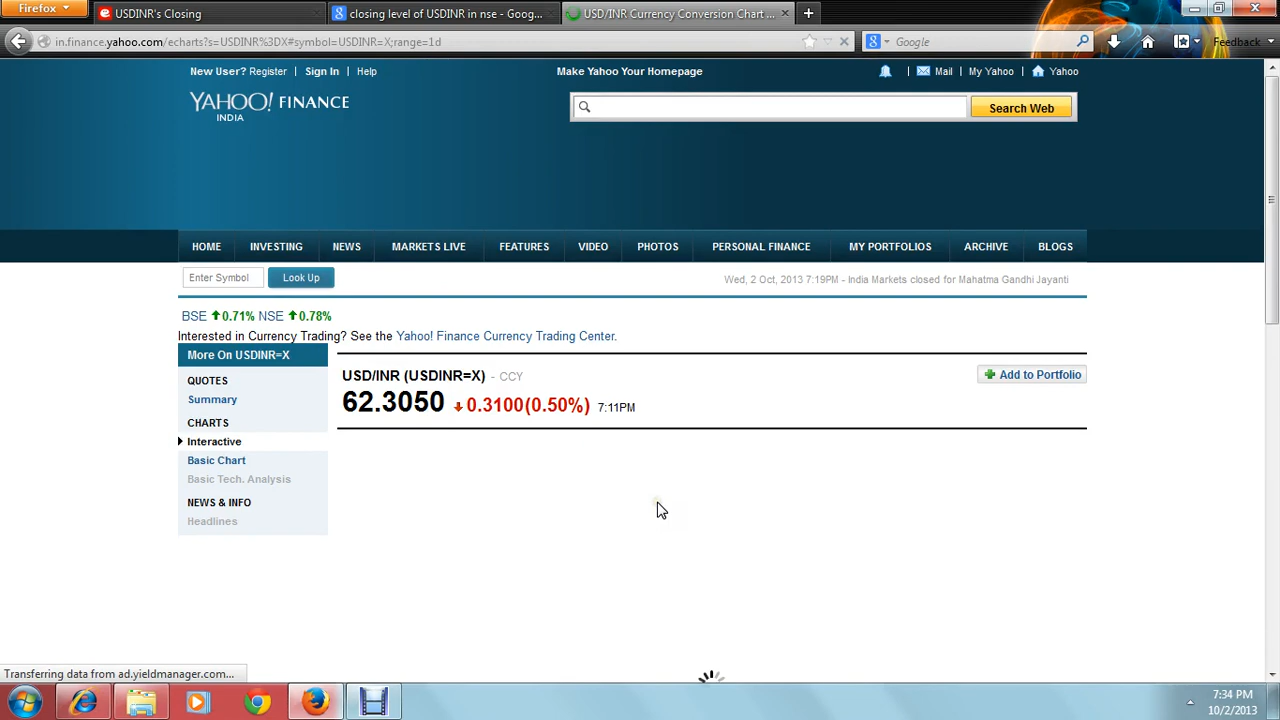 Firefox
USDINR's Closing
closing level of USDINR in nse - Goog...
USD/INR Currency Conversion Chart ...
in.finance.yahoo.com/echarts?s=USDINR%3DX#symbol=USDINR=X;range=1d
Google
Feedback
New User? Register
Sign In
Help
Make Yahoo Your Homepage
Mail
My Yahoo
Yahoo
YAHOO! FINANCE
INDIA
Search Web
HOME
INVESTING
NEWS
MARKETS LIVE
FEATURES
VIDEO
PHOTOS
PERSONAL FINANCE
MY PORTFOLIOS
ARCHIVE
BLOGS
Enter Symbol
Look Up
Wed, 2 Oct, 2013 7:19PM - India Markets closed for Mahatma Gandhi Jayanti
BSE 0.71% NSE 0.78%
Interested in Currency Trading? See the Yahoo! Finance Currency Trading Center.
More On USDINR=X
QUOTES
Summary
CHARTS
Interactive
Basic Chart
Basic Tech. Analysis
NEWS & INFO
Headlines
USD/INR (USDINR=X) - CCY
Add to Portfolio
62.3050 0.3100(0.50%) 7:11PM
Transferring data from ad.yieldmanager.com...
7:34 PM
10/2/2013